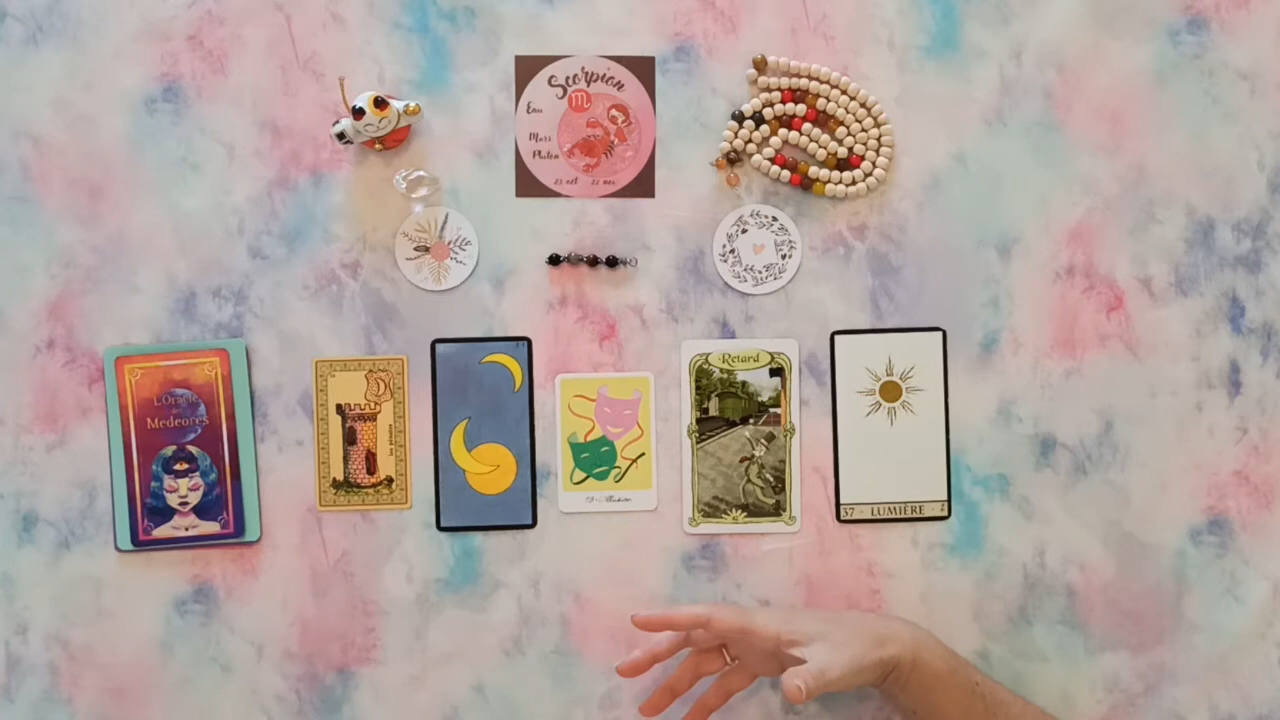 Scorpion
Eau
Mars
Pluton
23 oct 22 nov
L'Oracle
des
Medeores
Retard
37 · LUMIÈRE ·